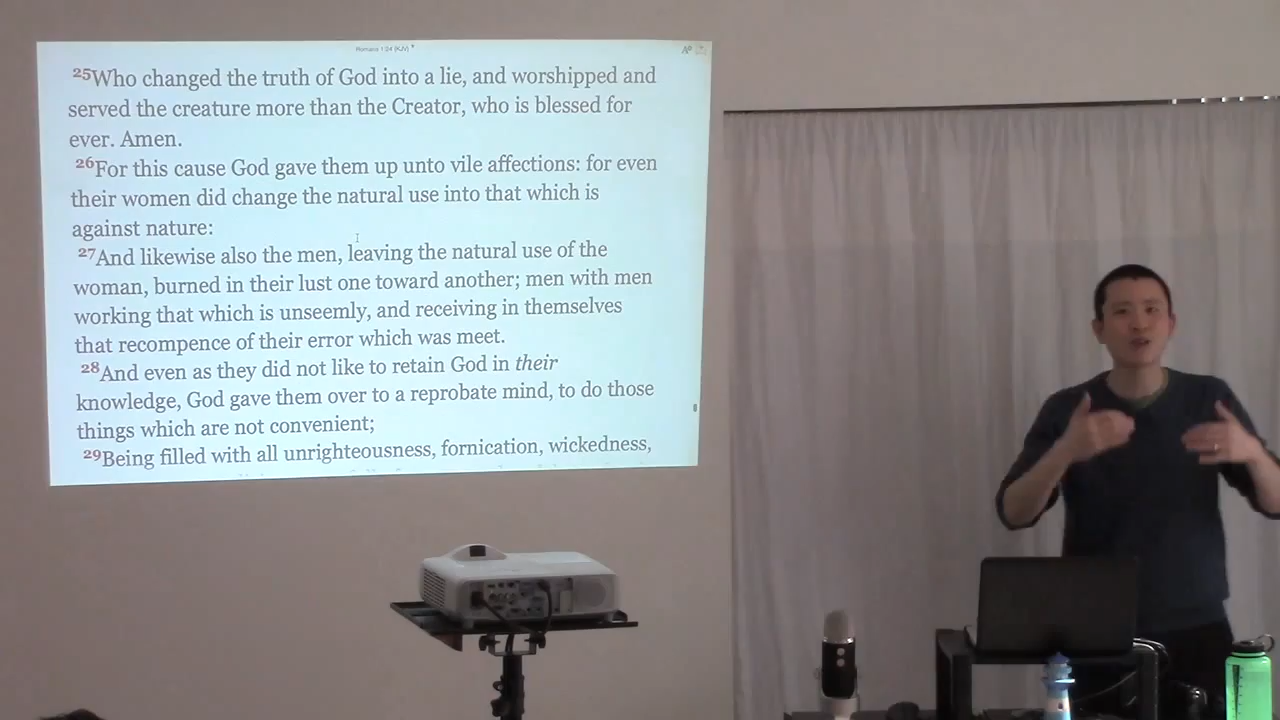 Romans 1:24 (KJV)
25Who changed the truth of God into a lie, and worshipped and
served the creature more than the Creator, who is blessed for
ever. Amen.
26For this cause God gave them up unto vile affections: for even
their women did change the natural use into that which is
against nature:
27And likewise also the men, leaving the natural use of the
woman, burned in their lust one toward another; men with men
working that which is unseemly, and receiving in themselves
that recompence of their error which was meet.
28And even as they did not like to retain God in their
knowledge, God gave them over to a reprobate mind, to do those
things which are not convenient;
29Being filled with all unrighteousness, fornication, wickedness,